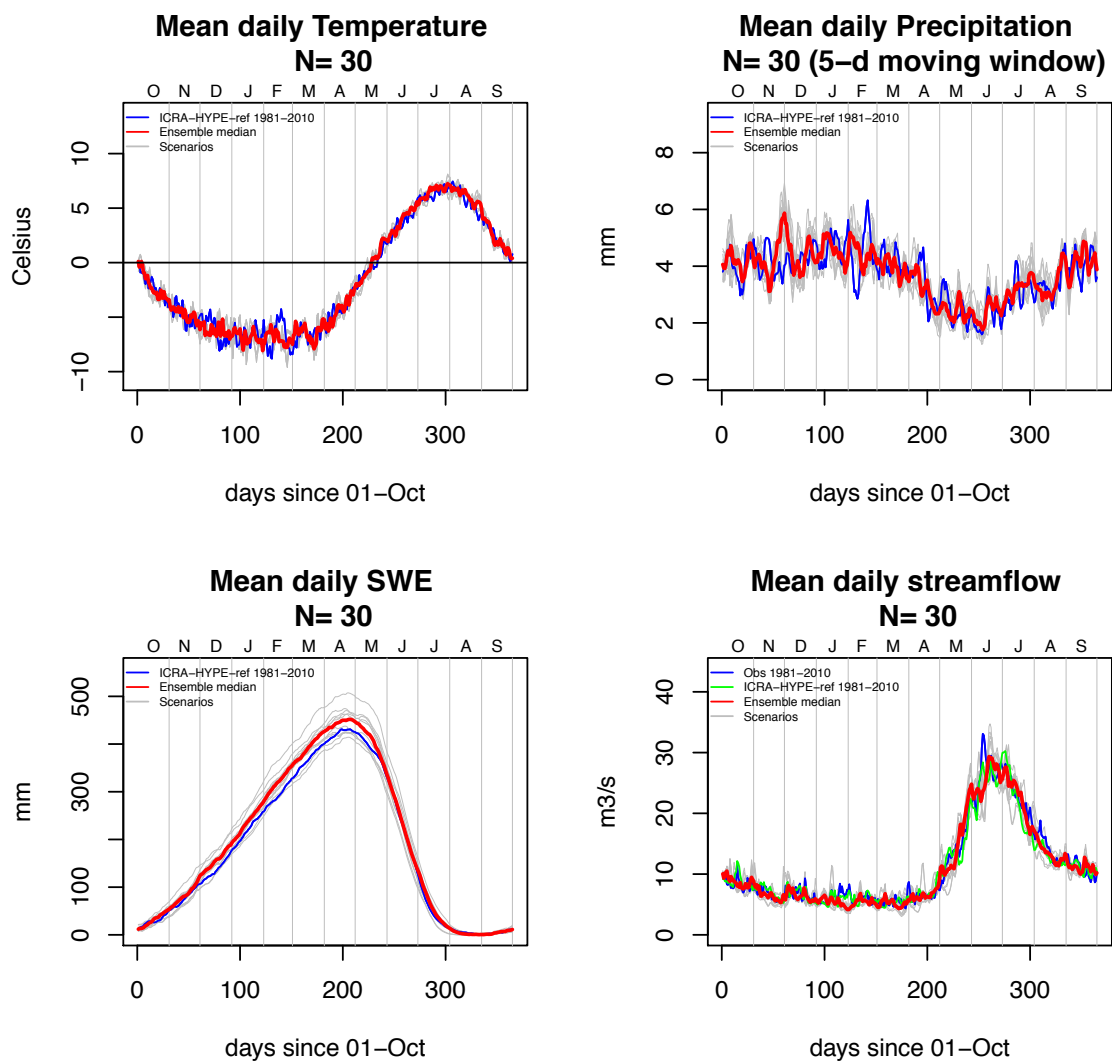 Mean daily Temperature
N= 30
O N D J F M A M J J A S
ICRA−HYPE−ref 1981−2010
Ensemble median
Scenarios
Celsius
10
5
0
−10
0 100 200 300
days since 01−Oct
Mean daily Precipitation
N= 30 (5−d moving window)
O N D J F M A M J J A S
ICRA−HYPE−ref 1981−2010
Ensemble median
Scenarios
mm
8
6
4
2
0
0 100 200 300
days since 01−Oct
Mean daily SWE
N= 30
O N D J F M A M J J A S
ICRA−HYPE−ref 1981−2010
Ensemble median
Scenarios
mm
500
300
100
0
0 100 200 300
days since 01−Oct
Mean daily streamflow
N= 30
O N D J F M A M J J A S
Obs 1981−2010
ICRA−HYPE−ref 1981−2010
Ensemble median
Scenarios
m3/s
40
30
20
10
0
0 100 200 300
days since 01−Oct